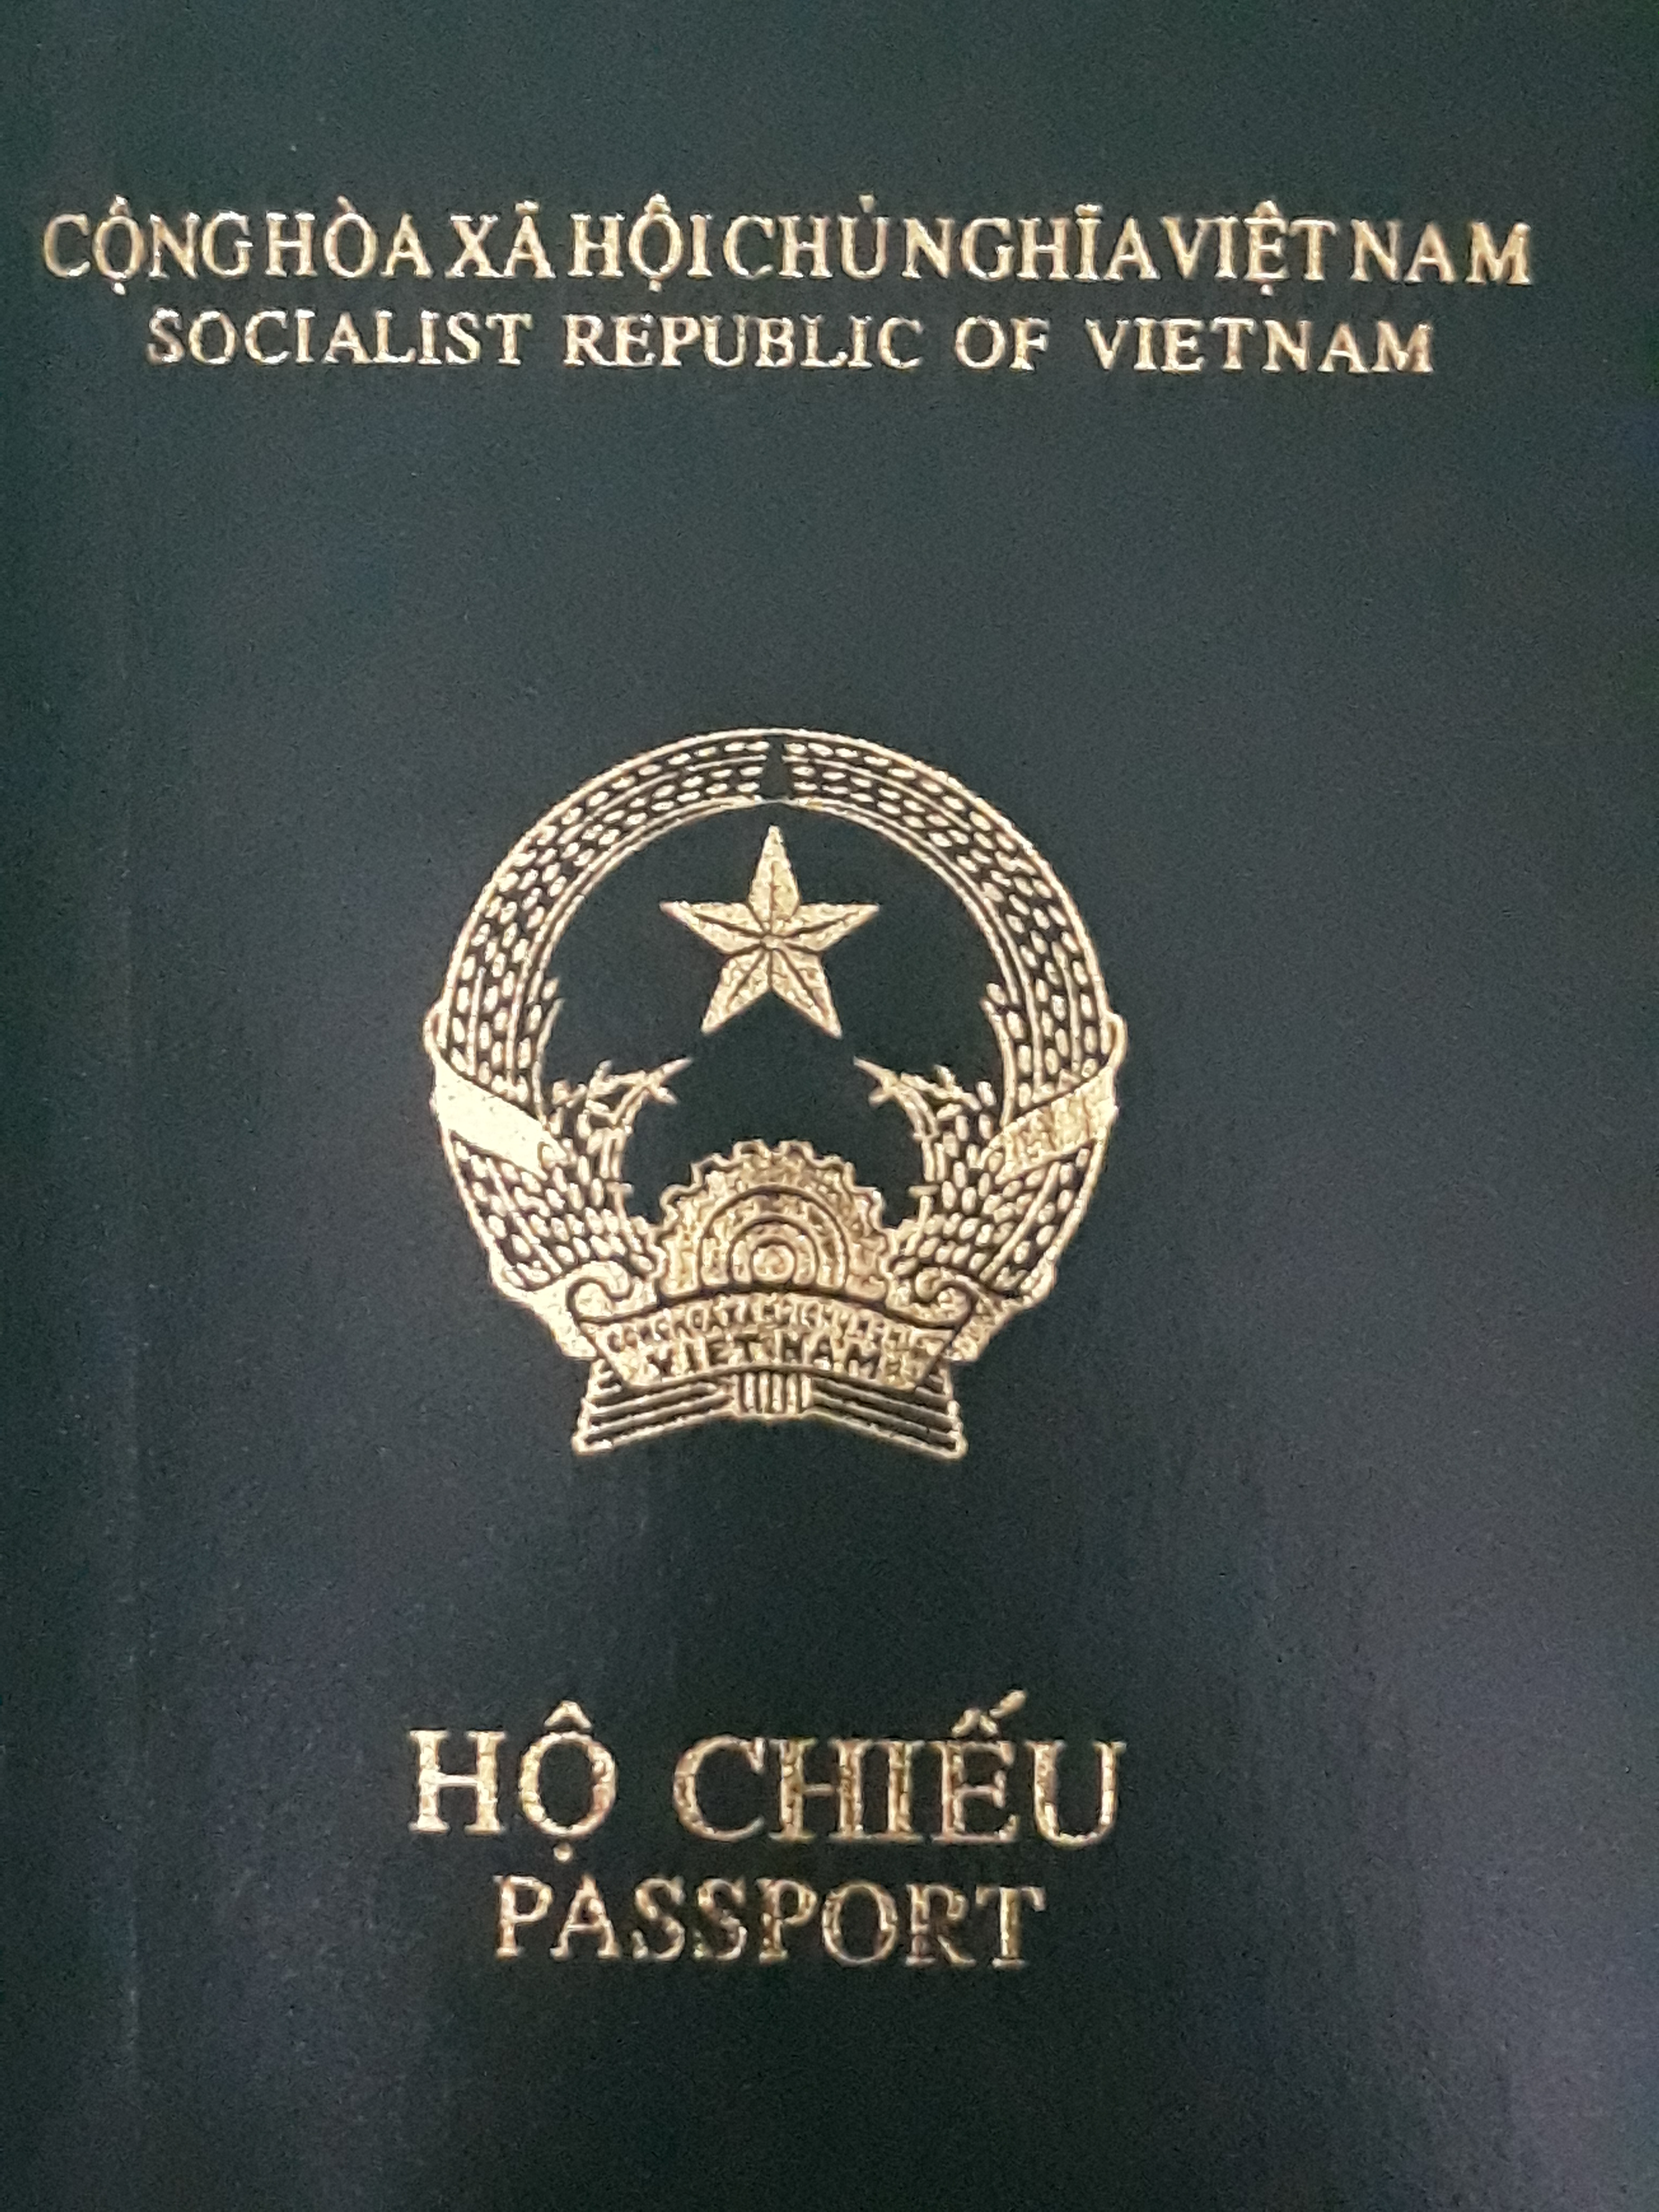 CỘNG HÒA XÃ HỘI CHỦ NGHĨA VIỆT NAM
SOCIALIST REPUBLIC OF VIETNAM
CỘNG HÒA XÃ HỘI CHỦ NGHĨA
VIỆT NAM
HỘ CHIẾU
PASSPORT